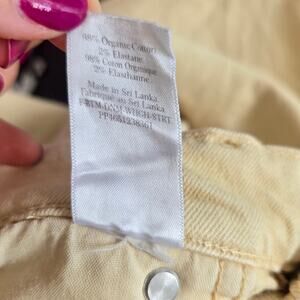 98% Organic Cotton
2% Elastane
98% Coton Organique
2% Elasthanne
Made in Sri Lanka
Fabriqué au Sri Lanka